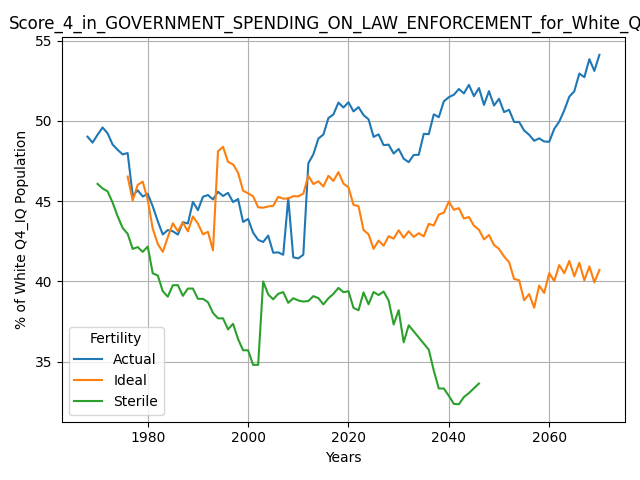 Score_4_in_GOVERNMENT_SPENDING_ON_LAW_ENFORCEMENT_for_White_Q
55
50
45
40
35
% of White Q4_IQ Population
Fertility
Actual
Ideal
Sterile
1980
2000
2020
2040
2060
Years